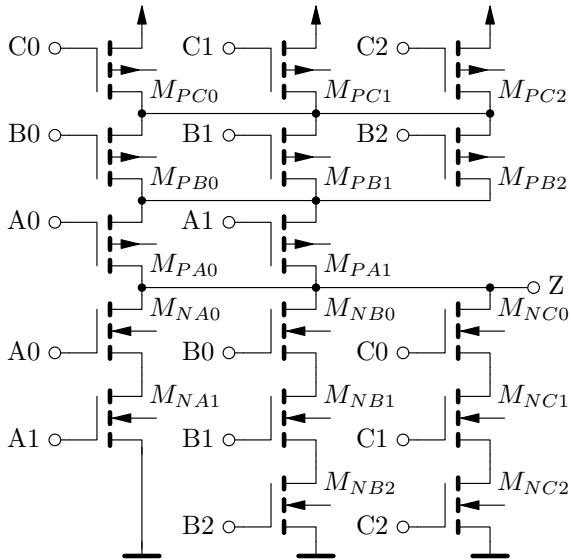 C0 C1 C2
M_PC0 M_PC1 M_PC2
B0 B1 B2
M_PB0 M_PB1 M_PB2
A0 A1
M_PA0 M_PA1
Z
M_NA0 M_NB0 M_NC0
A0 B0 C0
M_NA1 M_NB1 M_NC1
A1 B1 C1
M_NB2 M_NC2
B2 C2